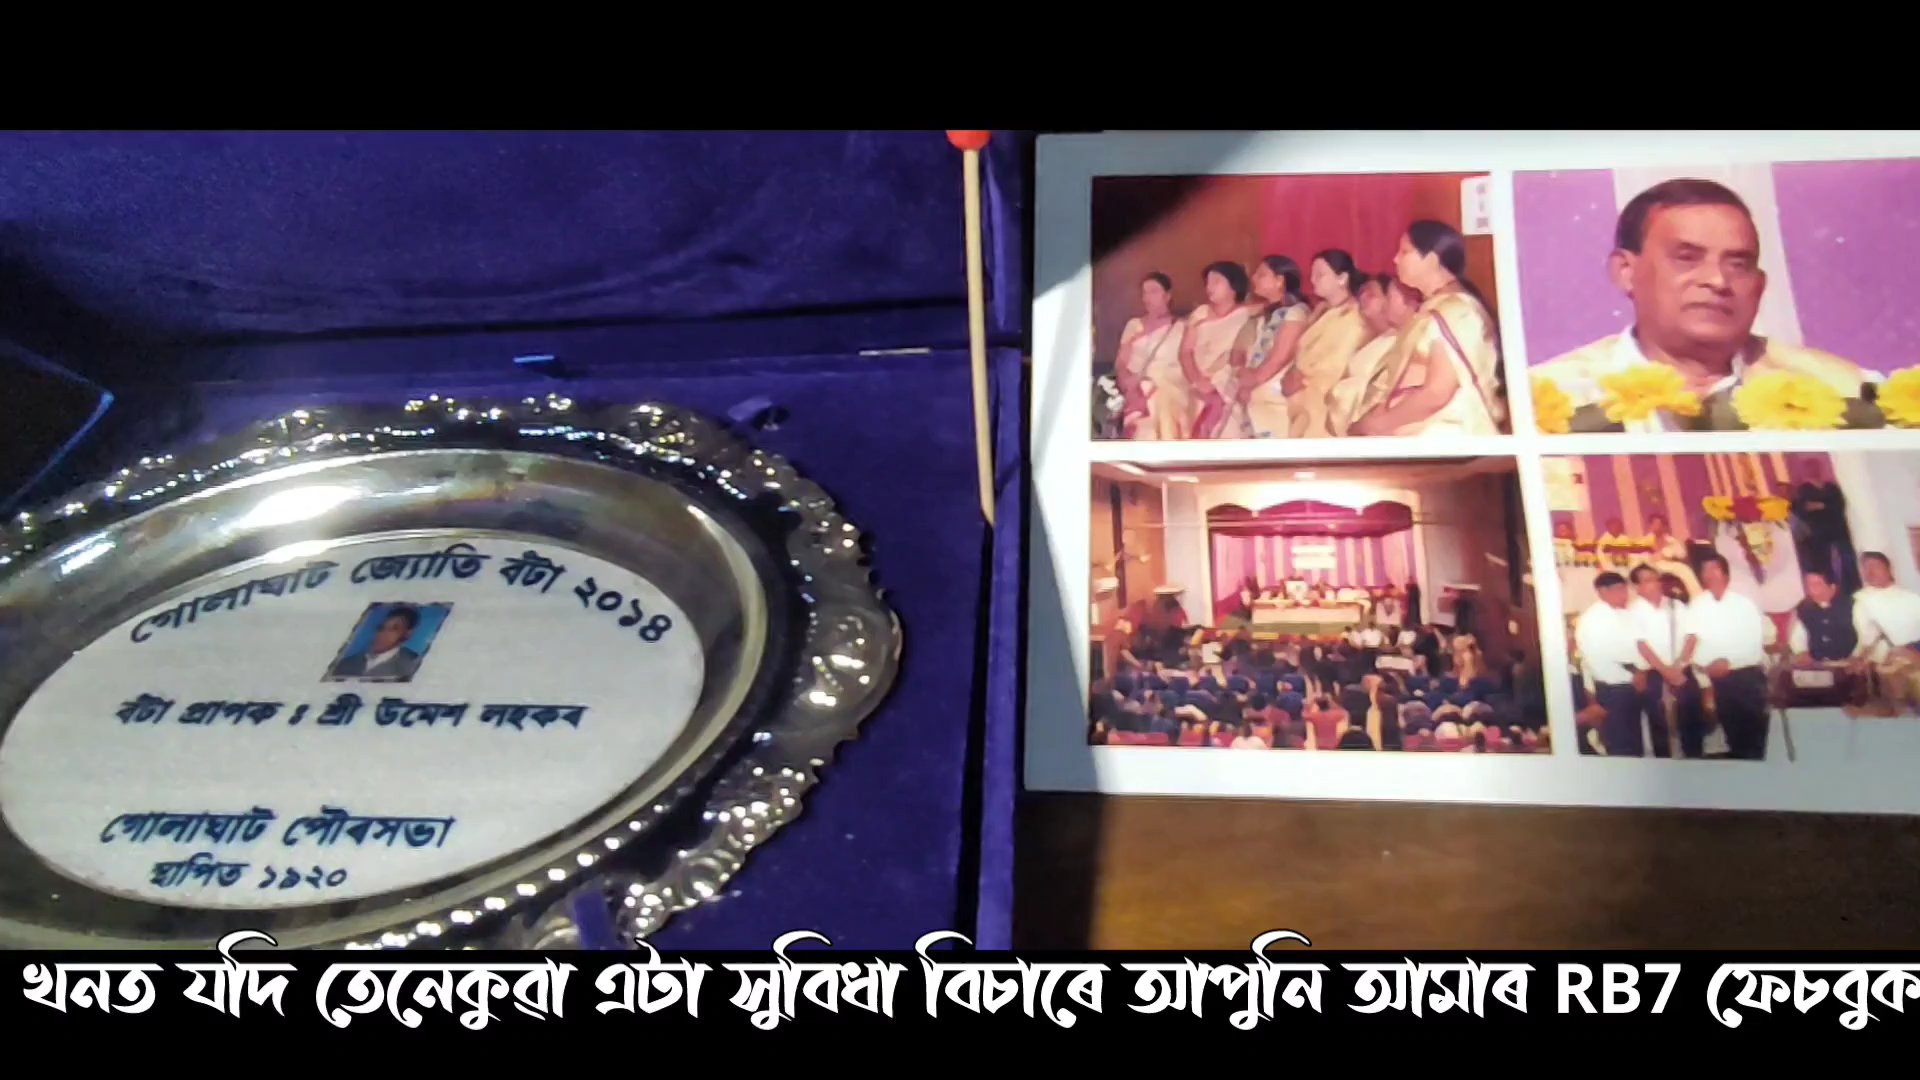 গোলাঘাট জ্যোতি বঁটা ২০১৪
বঁটা প্ৰাপক : শ্ৰী উমেশ লহকৰ
গোলাঘাট পৌৰসভা
স্থাপিত ১৯২০
খনত যদি তেনেকুৱা এটা সুবিধা বিচাৰে আপুনি আমাৰ RB7 ফেচবুক